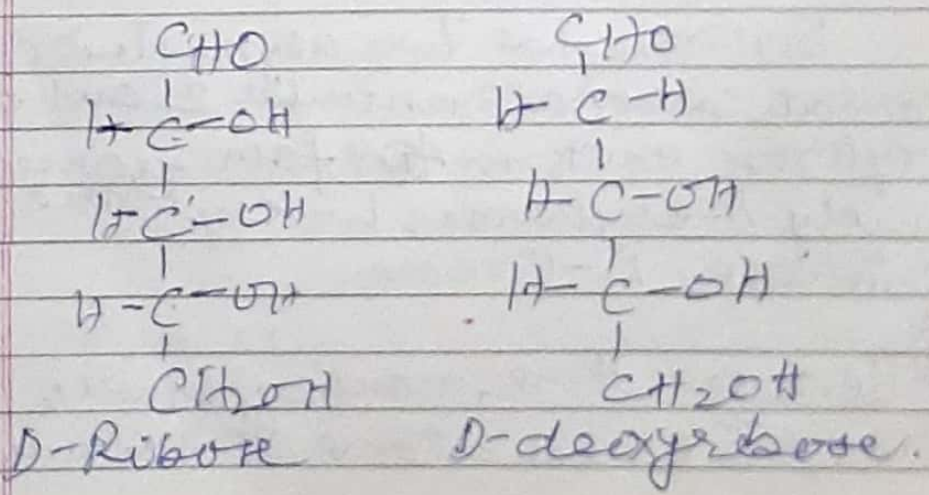 CHO CHO
H-C-OH H-C-H
H-C-OH H-C-OH
H-C-OH H-C-OH
CH2OH CH2OH
D-Ribose D-deoxyribose.